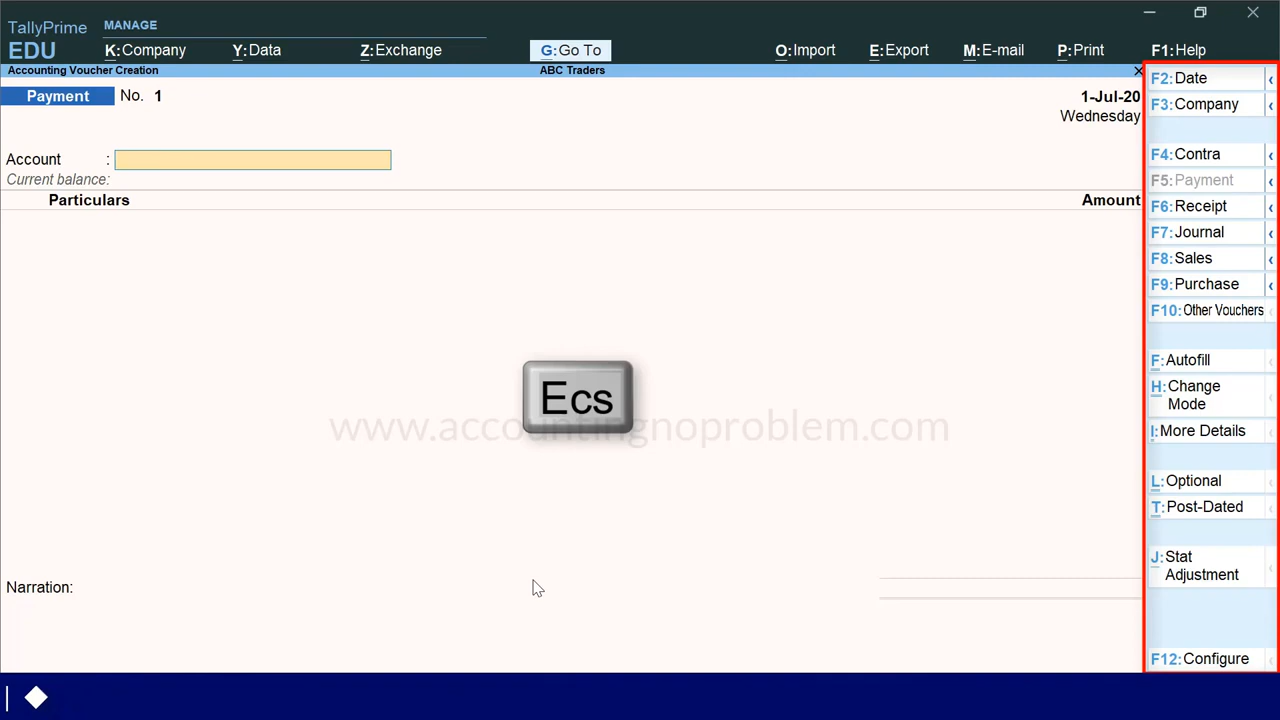 TallyPrime
EDU
MANAGE
K:Company Y:Data Z:Exchange G:Go To O:Import E:Export M:E-mail P:Print F1:Help
Accounting Voucher Creation ABC Traders ×
Payment No. 1 1-Jul-20
Wednesday
Account :
Current balance:
Particulars Amount
Ecs
www.accountingnoproblem.com
Narration:
F2:Date
F3:Company
F4:Contra
F5:Payment
F6:Receipt
F7:Journal
F8:Sales
F9:Purchase
F10:Other Vouchers
F:Autofill
H:Change
Mode
I:More Details
L:Optional
T:Post-Dated
J:Stat
Adjustment
F12:Configure